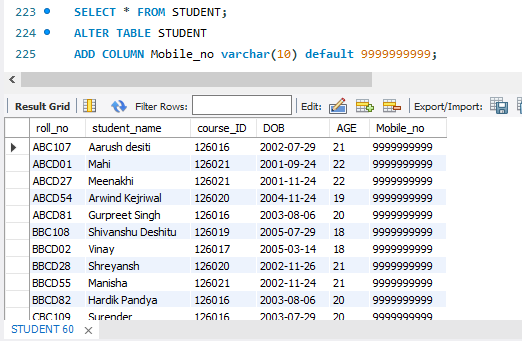 223 SELECT * FROM STUDENT;
224 ALTER TABLE STUDENT
225 ADD COLUMN Mobile_no varchar(10) default 9999999999;
Result Grid Filter Rows: Edit: Export/Import:
roll_no student_name course_ID DOB AGE Mobile_no
ABC107 Aarush desiti 126016 2002-07-29 21 9999999999
ABCD01 Mahi 126021 2001-09-24 22 9999999999
ABCD27 Meenakhi 126021 2001-11-24 22 9999999999
ABCD54 Arwind Kejriwal 126020 2004-11-24 19 9999999999
ABCD81 Gurpreet Singh 126016 2003-08-06 20 9999999999
BBC108 Shivanshu Deshitu 126019 2005-07-29 18 9999999999
BBCD02 Vinay 126017 2005-03-14 18 9999999999
BBCD28 Shreyansh 126020 2002-11-26 21 9999999999
BBCD55 Manisha 126021 2002-11-24 21 9999999999
BBCD82 Hardik Pandya 126016 2003-08-06 20 9999999999
CBC109 Surender 126016 2003-07-29 20 9999999999
STUDENT 60